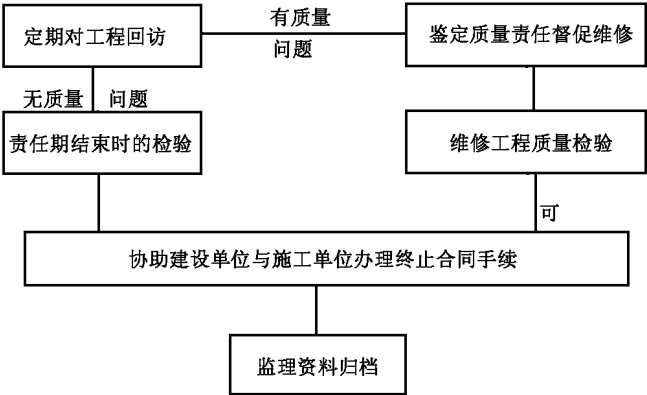 定期对工程回访
有质量
问题
鉴定质量责任督促维修
无质量
问题
责任期结束时的检验
维修工程质量检验
可
协助建设单位与施工单位办理终止合同手续
监理资料归档